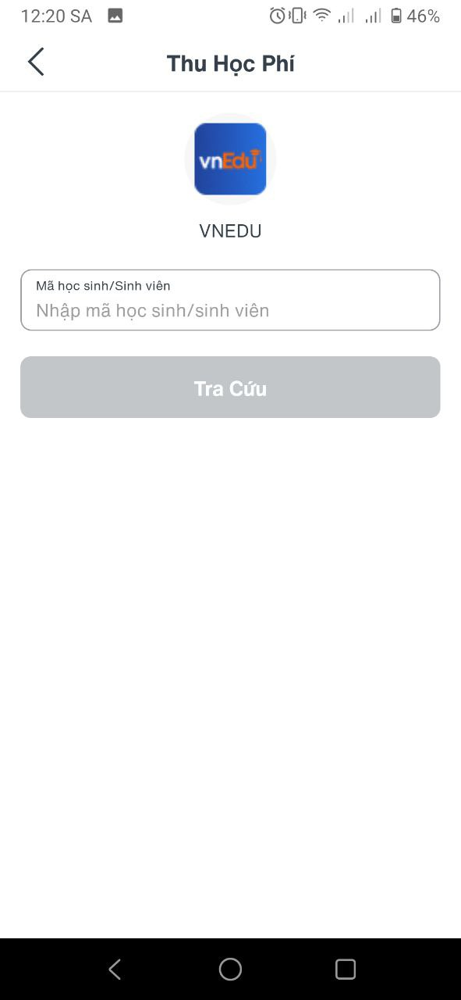 12:20 SA 46%
Thu Học Phí
vnEdu
VNEDU
Mã học sinh/Sinh viên
Nhập mã học sinh/sinh viên
Tra Cứu